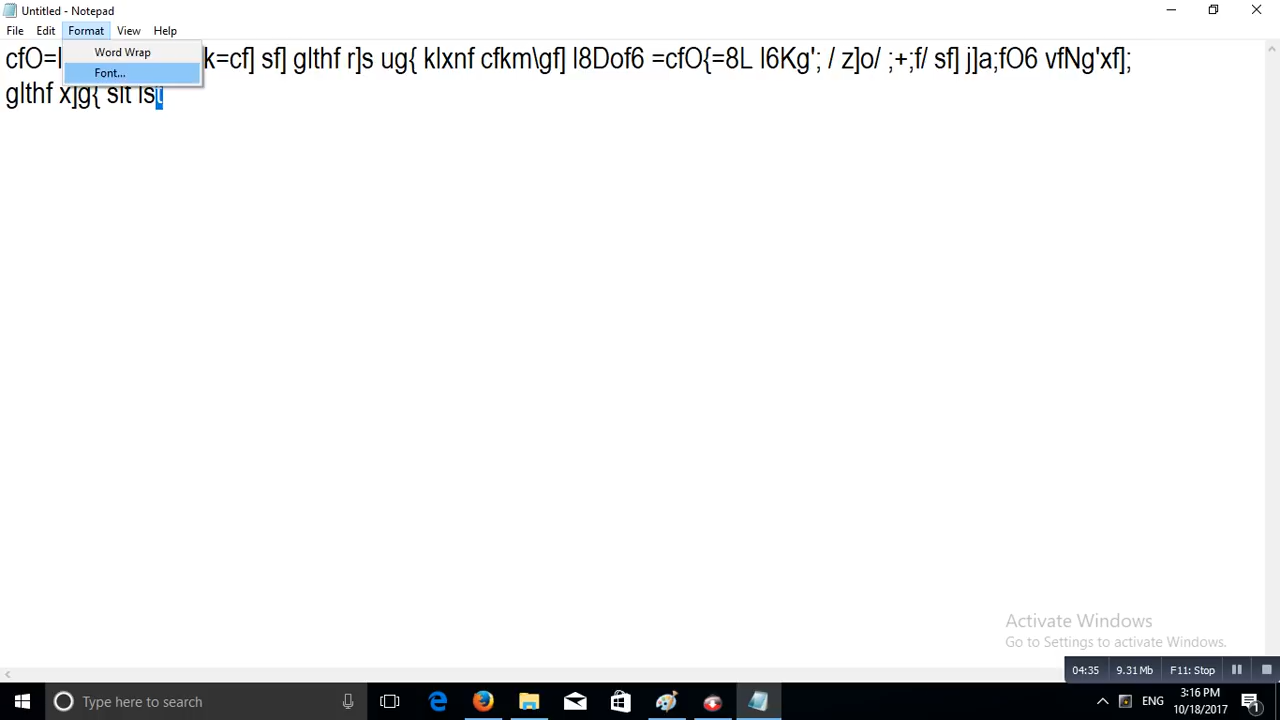 Untitled - Notepad
File Edit Format View Help
Word Wrap
Font...
k=cf] sf] glthf r]s ug{ klxnf cfkm\gf] l8Dof6 =cfO{=8L l6Kg'; / z]o/ ;+;f/ sf] j]a;fO6 vfNg'xf];
glthf x]g{ slt lst
Activate Windows
Go to Settings to activate Windows.
04:35 9.31 Mb F11: Stop
Type here to search
ENG
3:16 PM
10/18/2017
1